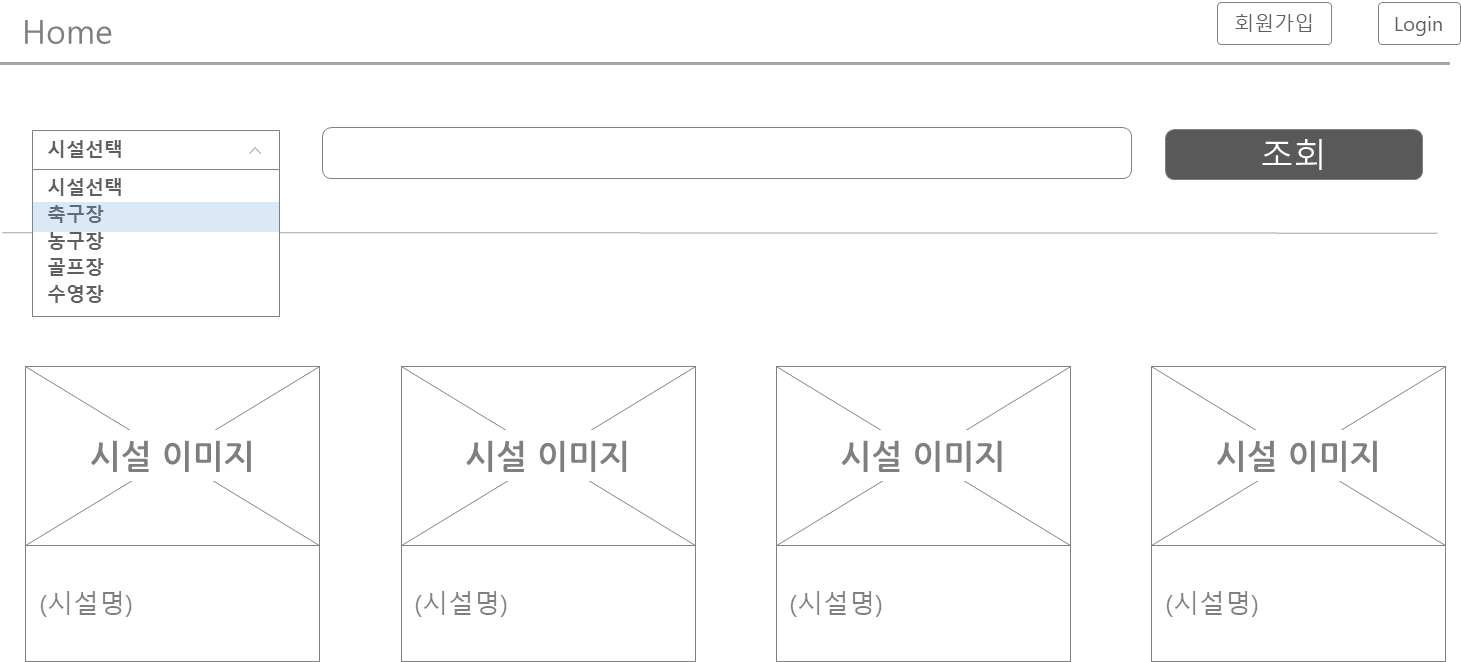 Home
회원가입
Login
시설선택
조회
시설선택
축구장
농구장
골프장
수영장
시설 이미지
시설 이미지
시설 이미지
시설 이미지
(시설명)
(시설명)
(시설명)
(시설명)